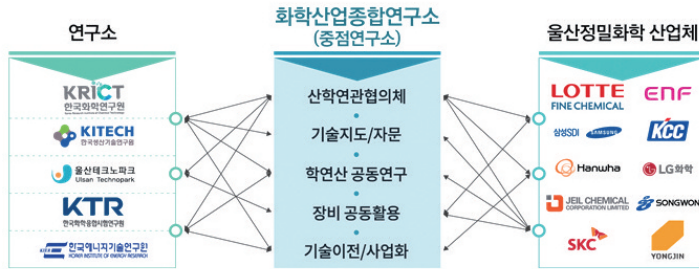 연구소
KRICT
한국화학연구원
KITECH
한국생산기술연구원
울산테크노파크
Ulsan Technopark
KTR
한국화학융합시험연구원
한국에너지기술연구원
KOREA INSTITUTE OF ENERGY RESEARCH
화학산업종합연구소
(중점연구소)
산학연관협의체
기술지도/자문
학연산 공동연구
장비 공동활용
기술이전/사업화
울산정밀화학 산업체
LOTTE ENF
FINE CHEMICAL
삼성SDI SAMSUNG KCC
Hanwha LG화학
JEIL CHEMICAL SONGWON
CORPORATION LIMITED
SKC YONGJIN